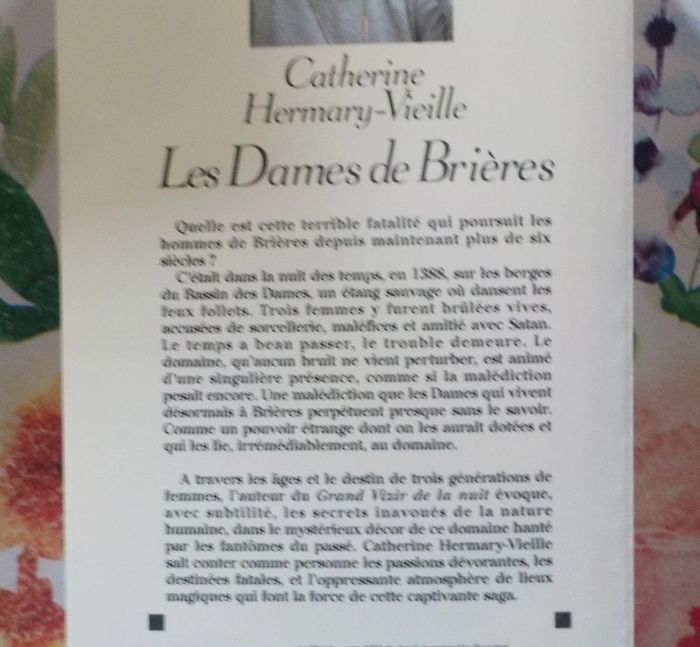 Catherine
Hermary-Vieille
Les Dames de Brières
Quelle est cette terrible fatalité qui poursuit les
hommes de Brières depuis maintenant plus de six
siècles ?
C'était dans la nuit des temps, en 1388, sur les berges
du Bassin des Dames, un étang sauvage où dansent les
feux follets. Trois femmes y furent brûlées vives,
accusées de sorcellerie, maléfices et amitié avec Satan.
Le temps a beau passer, le trouble demeure. Le
domaine, qu'aucun bruit ne vient perturber, est animé
d'une singulière présence, comme si la malédiction
pesait encore. Une malédiction que les Dames qui vivent
désormais à Brières perpétuent presque sans le savoir.
Comme un pouvoir étrange dont on les aurait dotées et
qui les lie, irrémédiablement, au domaine.
A travers les âges et le destin de trois générations de
femmes, l'auteur du Grand Vizir de la nuit évoque,
avec subtilité, les secrets inavoués de la nature
humaine, dans le mystérieux décor de ce domaine hanté
par les fantômes du passé. Catherine Hermary-Vieille
sait conter comme personne les passions dévorantes, les
destinées fatales, et l'oppressante atmosphère de lieux
magiques qui font la force de cette captivante saga.